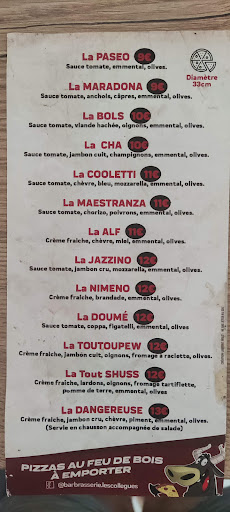 La PASEO 9€
Sauce tomate, emmental, olives.
Diamètre
33cm
La MARADONA 9€
Sauce tomate, anchois, câpres, emmental, olives.
La BOLS 10€
Sauce tomate, viande hachée, oignons, emmental, olives.
La CHA 10€
Sauce tomate, jambon cuit, champignons, emmental, olives.
La COOLETTI 11€
Sauce tomate, chèvre, bleu, mozzarella, emmental, olives.
La MAESTRANZA 11€
Sauce tomate, chorizo, poivrons, emmental, olives.
La ALF 11€
Crème fraîche, chèvre, miel, emmental, olives.
La JAZZINO 12€
Sauce tomate, jambon cru, mozzarella, emmental, olives.
La NIMENO 12€
Crème fraîche, brandade, emmental, olives.
La DOUMÉ 12€
Sauce tomate, coppa, figatelli, emmental, olives
La TOUTOUPEW 12€
Crème fraîche, jambon cuit, oignons, fromage à raclette, olives.
La Tout SHUSS 12€
Crème fraîche, lardons, oignons, fromage tartiflette,
pomme de terre, emmental, olives.
La DANGEREUSE 13€
Crème fraîche, jambon cru, chèvre, piment, emmental, olives.
(Servie en chausson accompagnée de salade)
PIZZAS AU FEU DE BOIS
À EMPORTER
@barbrasserie.lescollegues